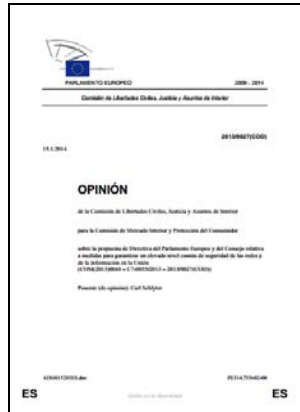 PARLAMENTO EUROPEO 2009 - 2014
Comisión de Libertades Civiles, Justicia y Asuntos de Interior
2013/0027(COD)
15.1.2014
OPINIÓN
de la Comisión de Libertades Civiles, Justicia y Asuntos de Interior
para la Comisión de Mercado Interior y Protección del Consumidor
sobre la propuesta de Directiva del Parlamento Europeo y del Consejo relativa
a medidas para garantizar un elevado nivel común de seguridad de las redes y
de la información en la Unión
(COM(2013)0048 – C7-0035/2013 – 2013/0027(COD))
Ponente (de opinión): Carl Schlyter
ES ES